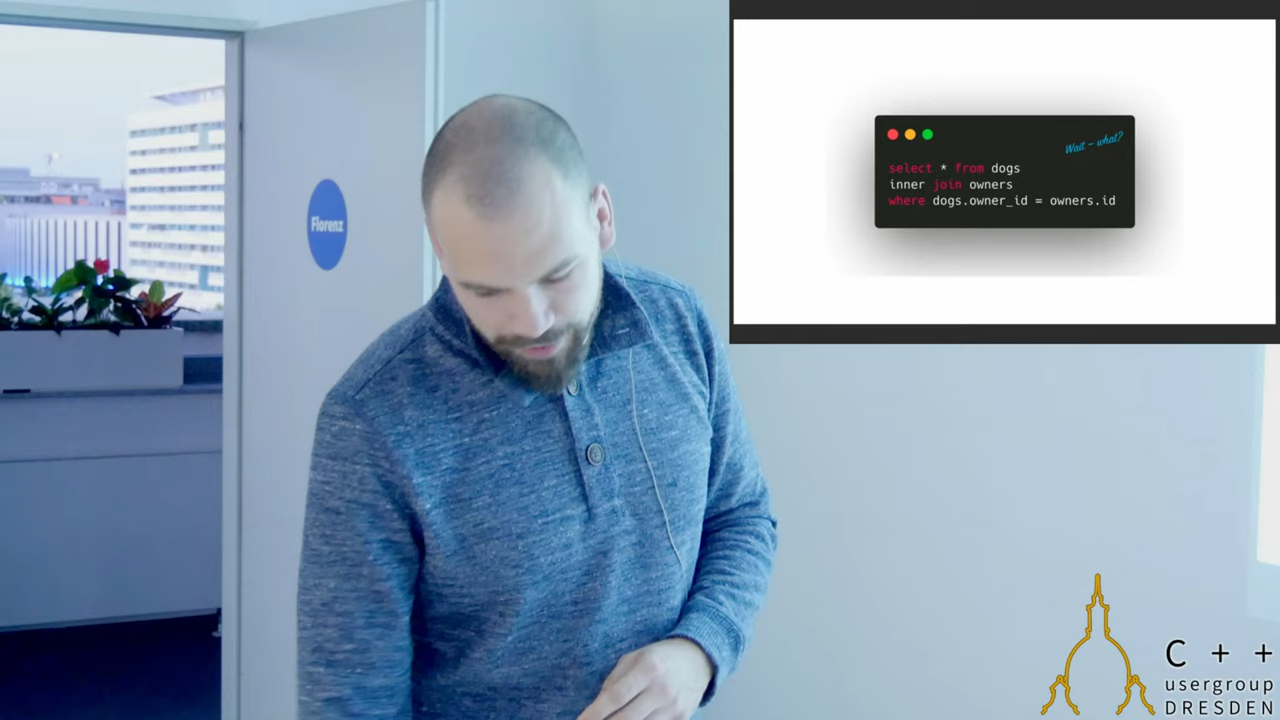 Florenz
Wait – what?
select * from dogs
inner join owners
where dogs.owner_id = owners.id
C + +
usergroup
DRESDEN